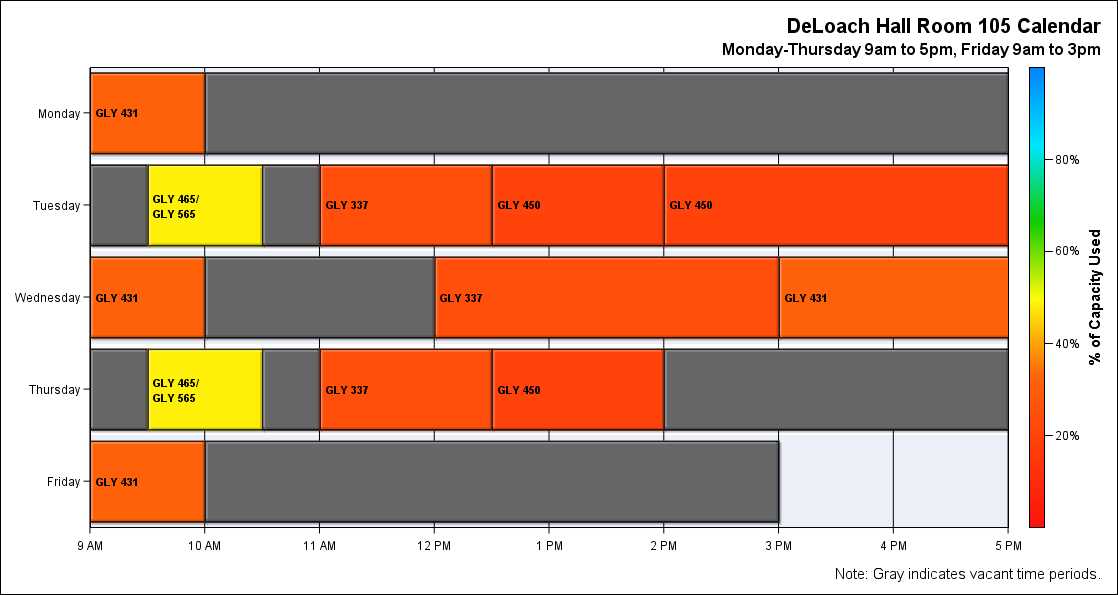 DeLoach Hall Room 105 Calendar
Monday-Thursday 9am to 5pm, Friday 9am to 3pm
Monday
GLY 431
Tuesday
GLY 465/
GLY 565
GLY 337
GLY 450
GLY 450
Wednesday
GLY 431
GLY 337
GLY 431
Thursday
GLY 465/
GLY 565
GLY 337
GLY 450
Friday
GLY 431
9 AM
10 AM
11 AM
12 PM
1 PM
2 PM
3 PM
4 PM
5 PM
80%
60%
40%
20%
% of Capacity Used
Note: Gray indicates vacant time periods.